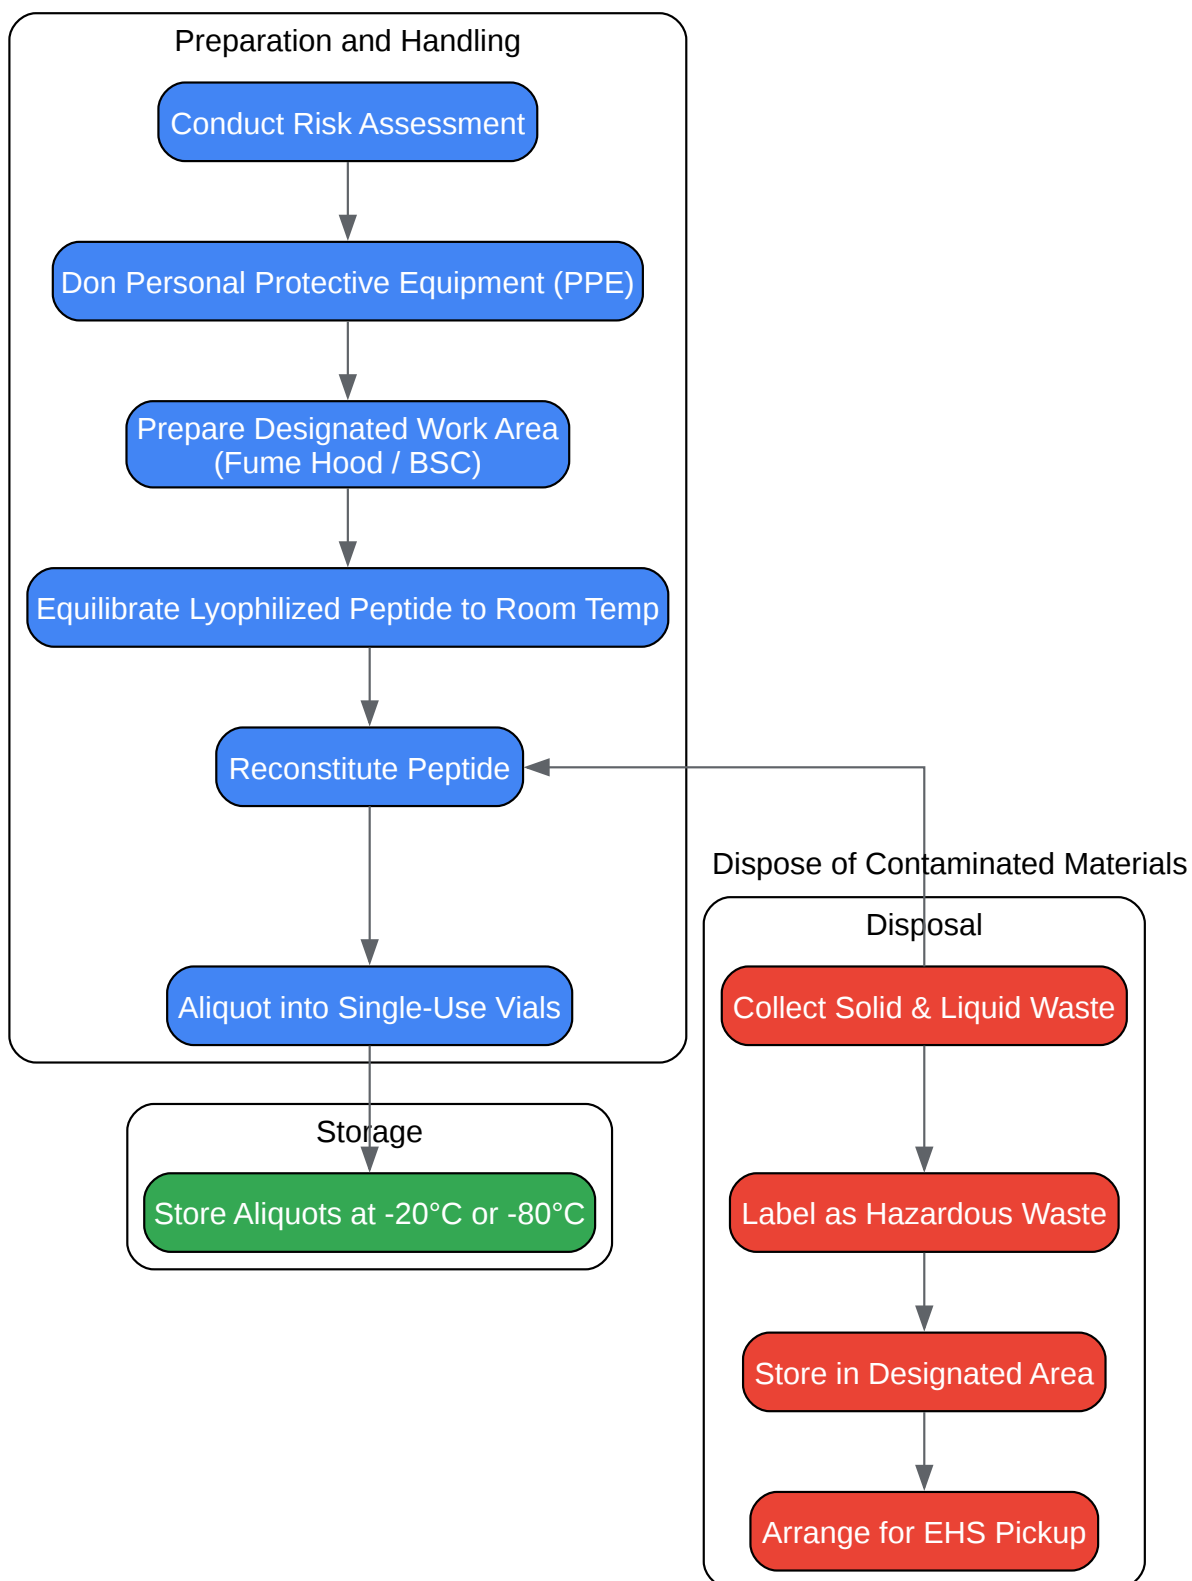 Preparation and Handling
Conduct Risk Assessment
Don Personal Protective Equipment (PPE)
Prepare Designated Work Area
(Fume Hood / BSC)
Equilibrate Lyophilized Peptide to Room Temp
Reconstitute Peptide
Aliquot into Single-Use Vials
Storage
Store Aliquots at -20°C or -80°C
Dispose of Contaminated Materials
Disposal
Collect Solid & Liquid Waste
Label as Hazardous Waste
Store in Designated Area
Arrange for EHS Pickup